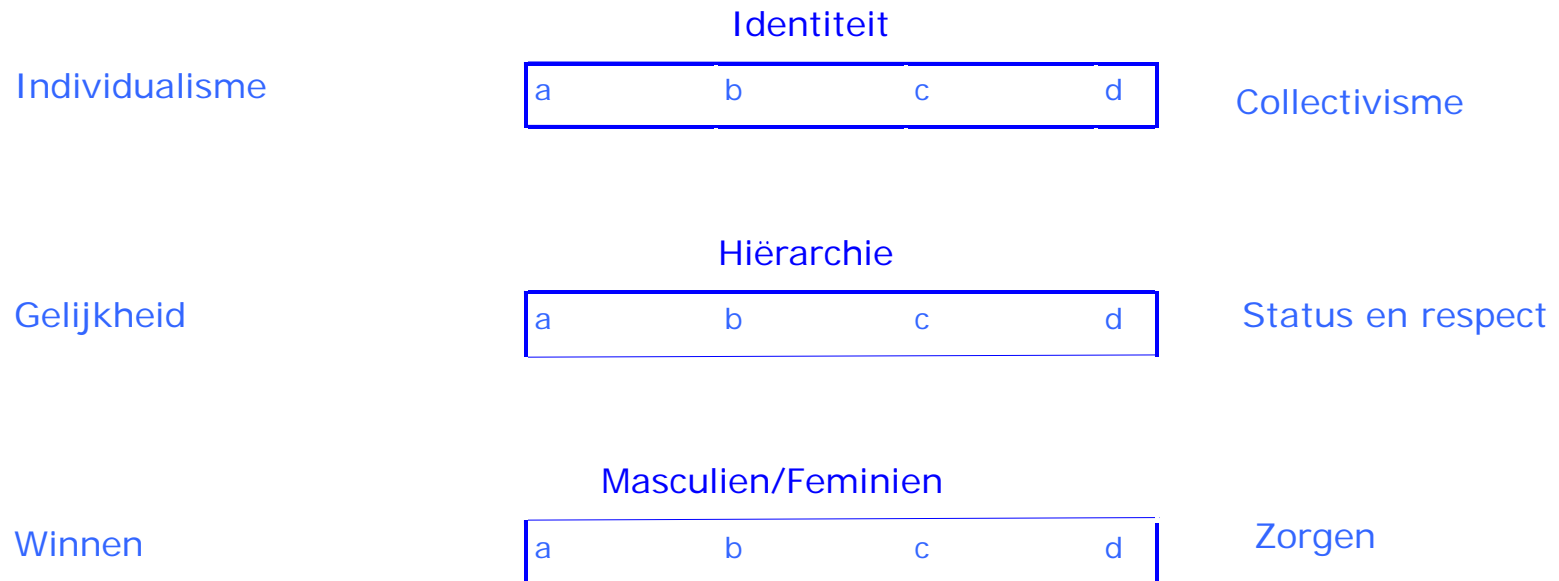 Identiteit
Individualisme a b c d Collectivisme
Hiërarchie
Gelijkheid a b c d Status en respect
Masculien/Feminien
Winnen a b c d Zorgen